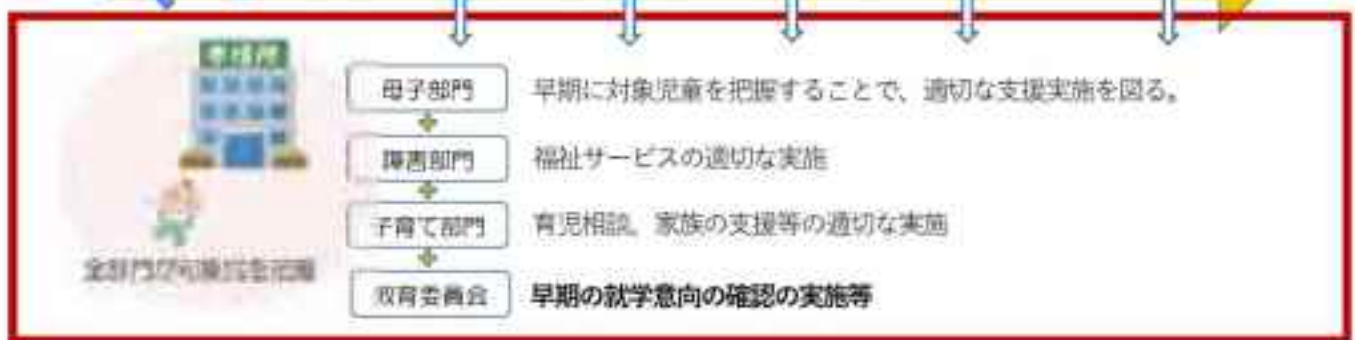 母子部門 早期に対象児童を把握することで、適切な支援実施を図る。
障害部門 福祉サービスの適切な実施
子育て部門 育児相談、家族の支援等の適切な実施
教育委員会 早期の就学意向の確認の実施等